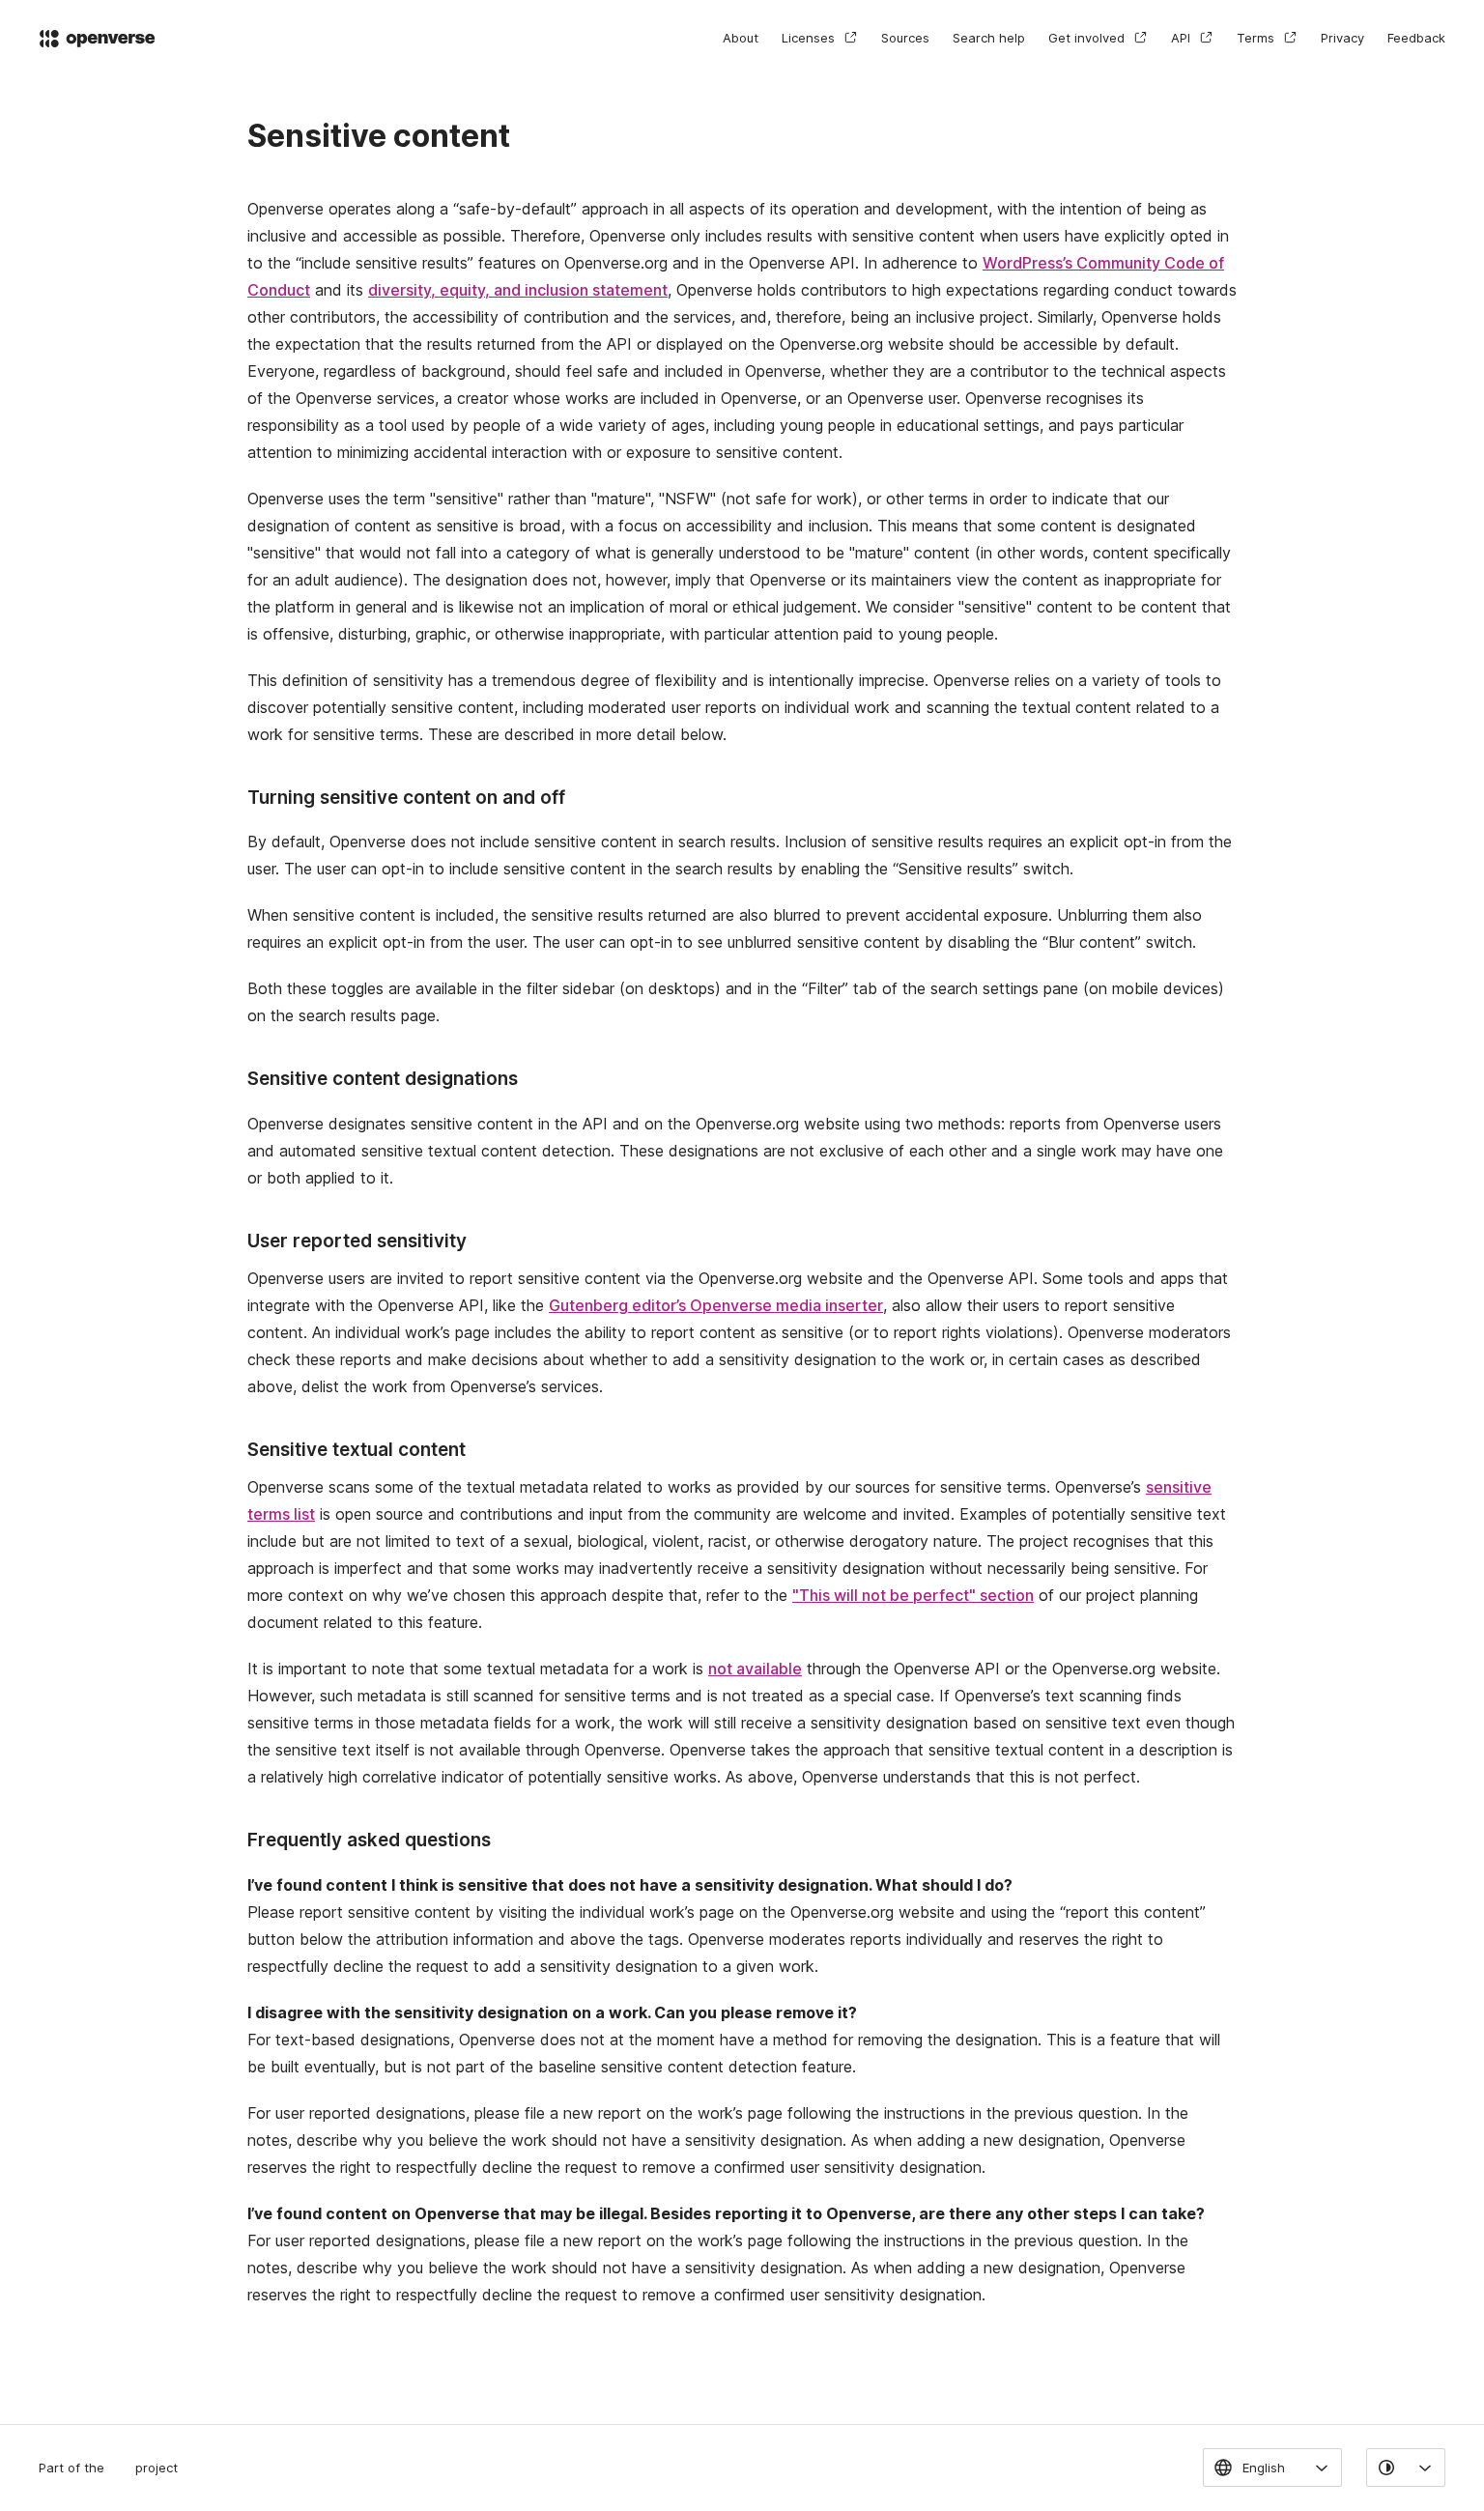 openverse
About Licenses Sources Search help Get involved API Terms Privacy Feedback
Sensitive content
Openverse operates along a “safe-by-default” approach in all aspects of its operation and development, with the intention of being as
inclusive and accessible as possible. Therefore, Openverse only includes results with sensitive content when users have explicitly opted in
to the “include sensitive results” features on Openverse.org and in the Openverse API. In adherence to WordPress’s Community Code of
Conduct and its diversity, equity, and inclusion statement, Openverse holds contributors to high expectations regarding conduct towards
other contributors, the accessibility of contribution and the services, and, therefore, being an inclusive project. Similarly, Openverse holds
the expectation that the results returned from the API or displayed on the Openverse.org website should be accessible by default.
Everyone, regardless of background, should feel safe and included in Openverse, whether they are a contributor to the technical aspects
of the Openverse services, a creator whose works are included in Openverse, or an Openverse user. Openverse recognises its
responsibility as a tool used by people of a wide variety of ages, including young people in educational settings, and pays particular
attention to minimizing accidental interaction with or exposure to sensitive content.
Openverse uses the term "sensitive" rather than "mature", "NSFW" (not safe for work), or other terms in order to indicate that our
designation of content as sensitive is broad, with a focus on accessibility and inclusion. This means that some content is designated
"sensitive" that would not fall into a category of what is generally understood to be "mature" content (in other words, content specifically
for an adult audience). The designation does not, however, imply that Openverse or its maintainers view the content as inappropriate for
the platform in general and is likewise not an implication of moral or ethical judgement. We consider "sensitive" content to be content that
is offensive, disturbing, graphic, or otherwise inappropriate, with particular attention paid to young people.
This definition of sensitivity has a tremendous degree of flexibility and is intentionally imprecise. Openverse relies on a variety of tools to
discover potentially sensitive content, including moderated user reports on individual work and scanning the textual content related to a
work for sensitive terms. These are described in more detail below.
Turning sensitive content on and off
By default, Openverse does not include sensitive content in search results. Inclusion of sensitive results requires an explicit opt-in from the
user. The user can opt-in to include sensitive content in the search results by enabling the “Sensitive results” switch.
When sensitive content is included, the sensitive results returned are also blurred to prevent accidental exposure. Unblurring them also
requires an explicit opt-in from the user. The user can opt-in to see unblurred sensitive content by disabling the “Blur content” switch.
Both these toggles are available in the filter sidebar (on desktops) and in the “Filter” tab of the search settings pane (on mobile devices)
on the search results page.
Sensitive content designations
Openverse designates sensitive content in the API and on the Openverse.org website using two methods: reports from Openverse users
and automated sensitive textual content detection. These designations are not exclusive of each other and a single work may have one
or both applied to it.
User reported sensitivity
Openverse users are invited to report sensitive content via the Openverse.org website and the Openverse API. Some tools and apps that
integrate with the Openverse API, like the Gutenberg editor’s Openverse media inserter, also allow their users to report sensitive
content. An individual work’s page includes the ability to report content as sensitive (or to report rights violations). Openverse moderators
check these reports and make decisions about whether to add a sensitivity designation to the work or, in certain cases as described
above, delist the work from Openverse’s services.
Sensitive textual content
Openverse scans some of the textual metadata related to works as provided by our sources for sensitive terms. Openverse’s sensitive
terms list is open source and contributions and input from the community are welcome and invited. Examples of potentially sensitive text
include but are not limited to text of a sexual, biological, violent, racist, or otherwise derogatory nature. The project recognises that this
approach is imperfect and that some works may inadvertently receive a sensitivity designation without necessarily being sensitive. For
more context on why we’ve chosen this approach despite that, refer to the "This will not be perfect" section of our project planning
document related to this feature.
It is important to note that some textual metadata for a work is not available through the Openverse API or the Openverse.org website.
However, such metadata is still scanned for sensitive terms and is not treated as a special case. If Openverse’s text scanning finds
sensitive terms in those metadata fields for a work, the work will still receive a sensitivity designation based on sensitive text even though
the sensitive text itself is not available through Openverse. Openverse takes the approach that sensitive textual content in a description is
a relatively high correlative indicator of potentially sensitive works. As above, Openverse understands that this is not perfect.
Frequently asked questions
I’ve found content I think is sensitive that does not have a sensitivity designation. What should I do?
Please report sensitive content by visiting the individual work’s page on the Openverse.org website and using the “report this content”
button below the attribution information and above the tags. Openverse moderates reports individually and reserves the right to
respectfully decline the request to add a sensitivity designation to a given work.
I disagree with the sensitivity designation on a work. Can you please remove it?
For text-based designations, Openverse does not at the moment have a method for removing the designation. This is a feature that will
be built eventually, but is not part of the baseline sensitive content detection feature.
For user reported designations, please file a new report on the work’s page following the instructions in the previous question. In the
notes, describe why you believe the work should not have a sensitivity designation. As when adding a new designation, Openverse
reserves the right to respectfully decline the request to remove a confirmed user sensitivity designation.
I’ve found content on Openverse that may be illegal. Besides reporting it to Openverse, are there any other steps I can take?
For user reported designations, please file a new report on the work’s page following the instructions in the previous question. In the
notes, describe why you believe the work should not have a sensitivity designation. As when adding a new designation, Openverse
reserves the right to respectfully decline the request to remove a confirmed user sensitivity designation.
Part of the project
English